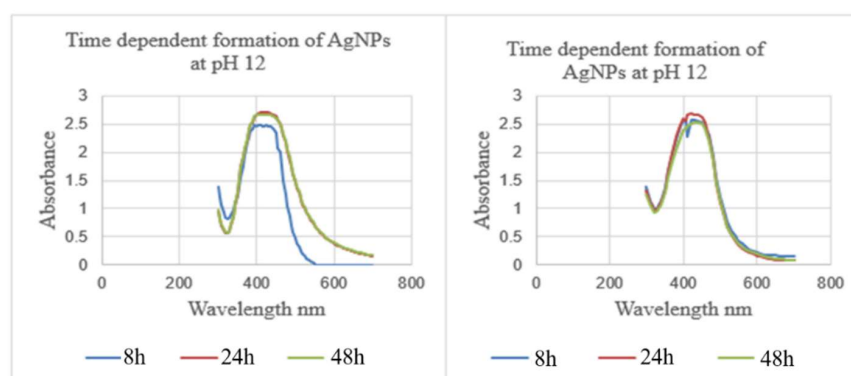 Time dependent formation of AgNPs
at pH 12
3
2.5
2
1.5
1
0.5
0
Absorbance
0 200 400 600 800
Wavelength nm
8h 24h 48h
Time dependent formation of
AgNPs at pH 12
3
2.5
2
1.5
1
0.5
0
Absorbance
0 200 400 600 800
Wavelength nm
8h 24h 48h